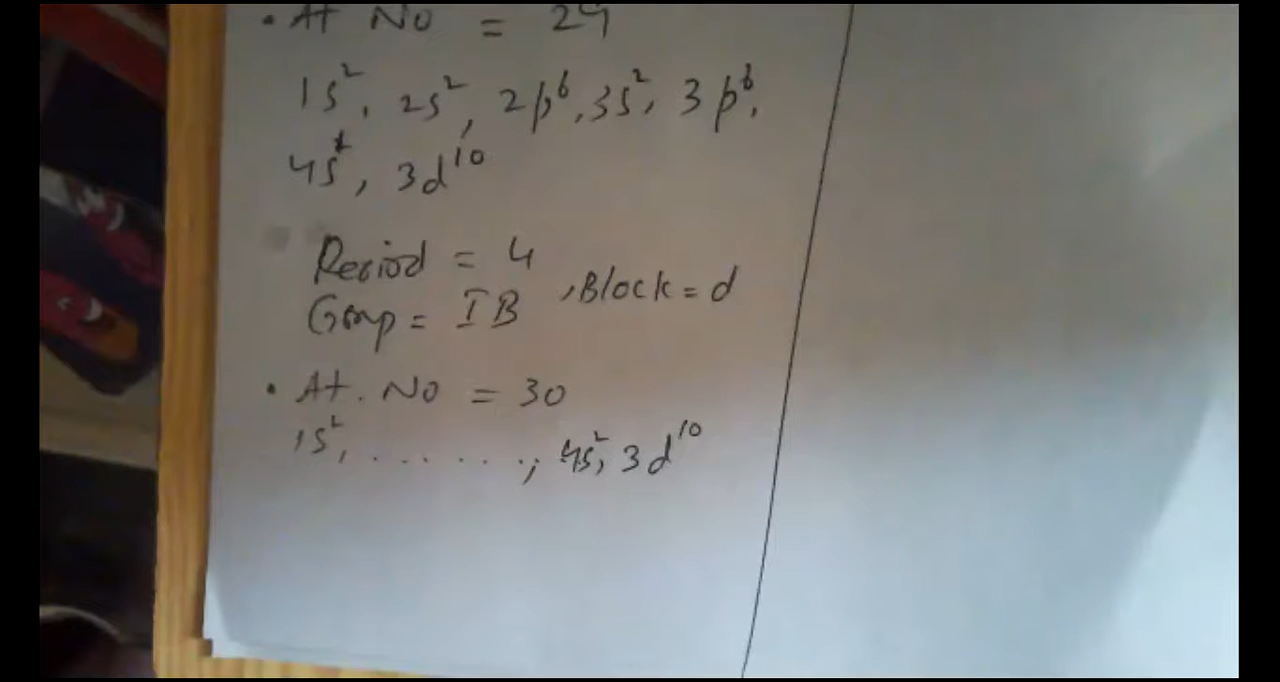 • At No = 29
1s², 2s², 2p⁶, 3s², 3p⁶,
4s¹, 3d¹⁰
Period = 4
Group = IB , Block = d
• At. No = 30
1s², . . . . . . ., 4s², 3d¹⁰